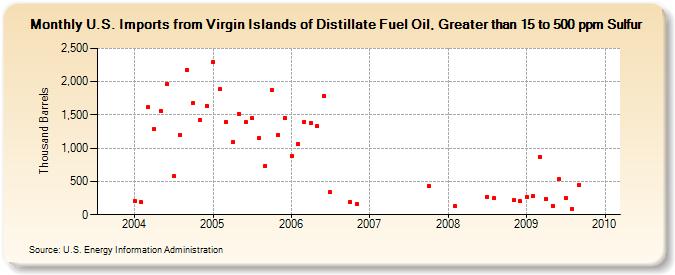 Monthly U.S. Imports from Virgin Islands of Distillate Fuel Oil, Greater than 15 to 500 ppm Sulfur
Thousand Barrels
2,500
2,000
1,500
1,000
500
0
2004 2005 2006 2007 2008 2009 2010
Source: U.S. Energy Information Administration